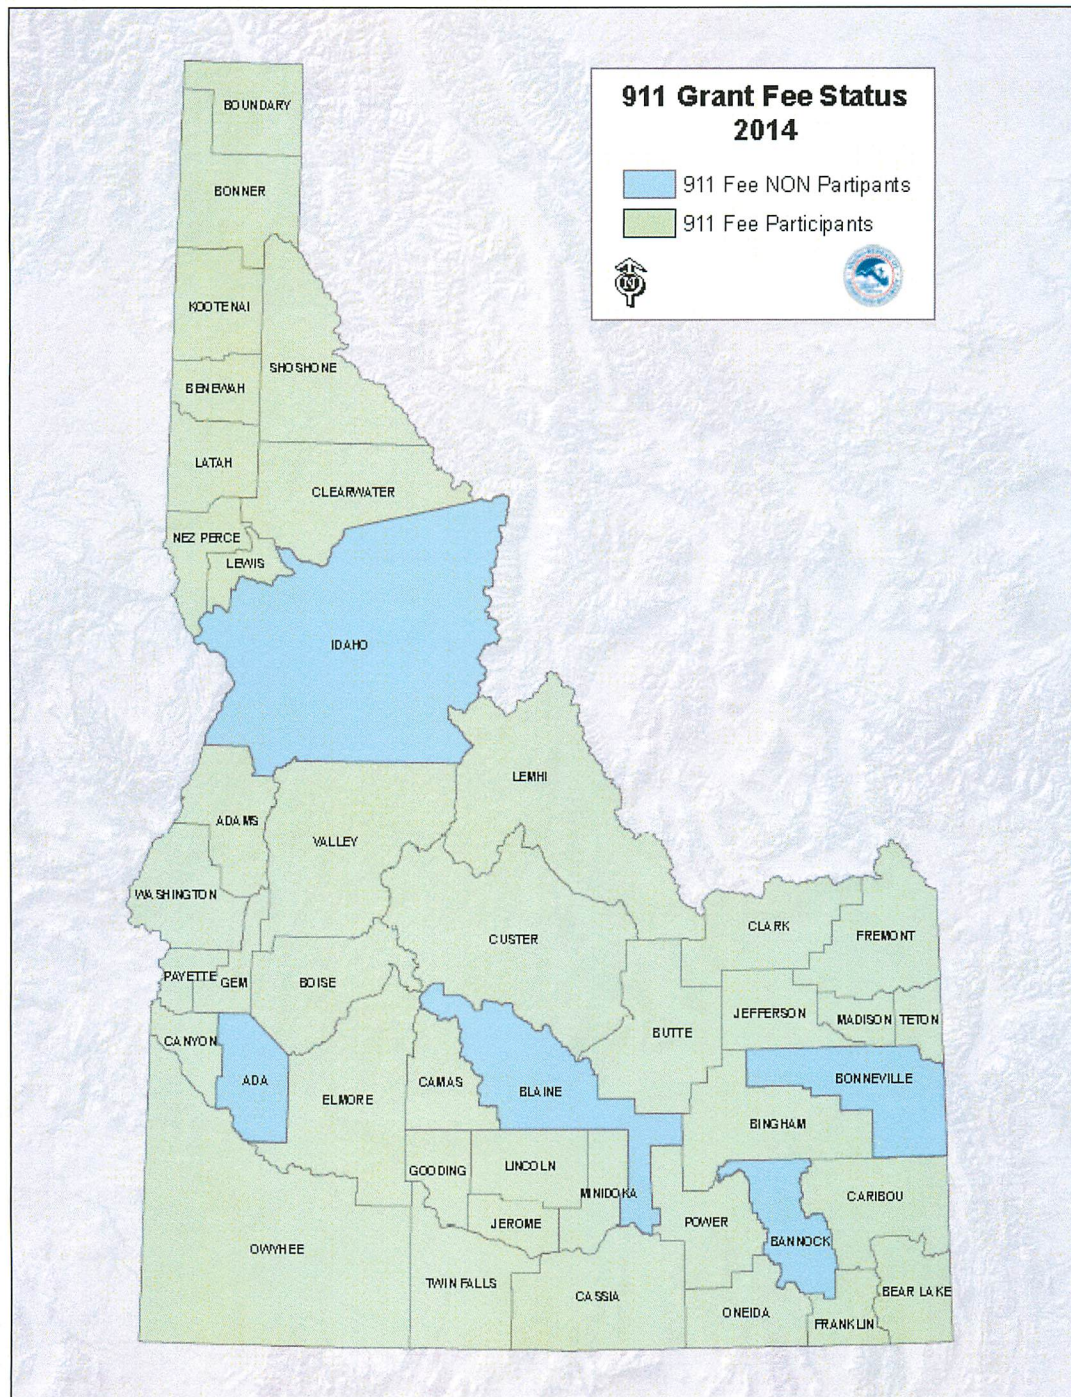 911 Grant Fee Status
2014
911 Fee NON Partipants
911 Fee Participants
N
BOUNDARY
BONNER
KOOTENAI
SHOSHONE
BENEWAH
LATAH
CLEARWATER
NEZ PERCE
LEWIS
IDAHO
LEMHI
ADAMS
VALLEY
WASHINGTON
CUSTER
CLARK
FREMONT
PAYETTE
GEM
BOISE
BUTTE
JEFFERSON
MADISON
TETON
CANYON
ADA
ELMORE
CAMAS
BLAINE
BONNEVILLE
BINGHAM
GOODING
LINCOLN
MINIDOKA
CARIBOU
JEROME
POWER
BANNOCK
OWYHEE
TWIN FALLS
CASSIA
BEAR LAKE
ONEIDA
FRANKLIN